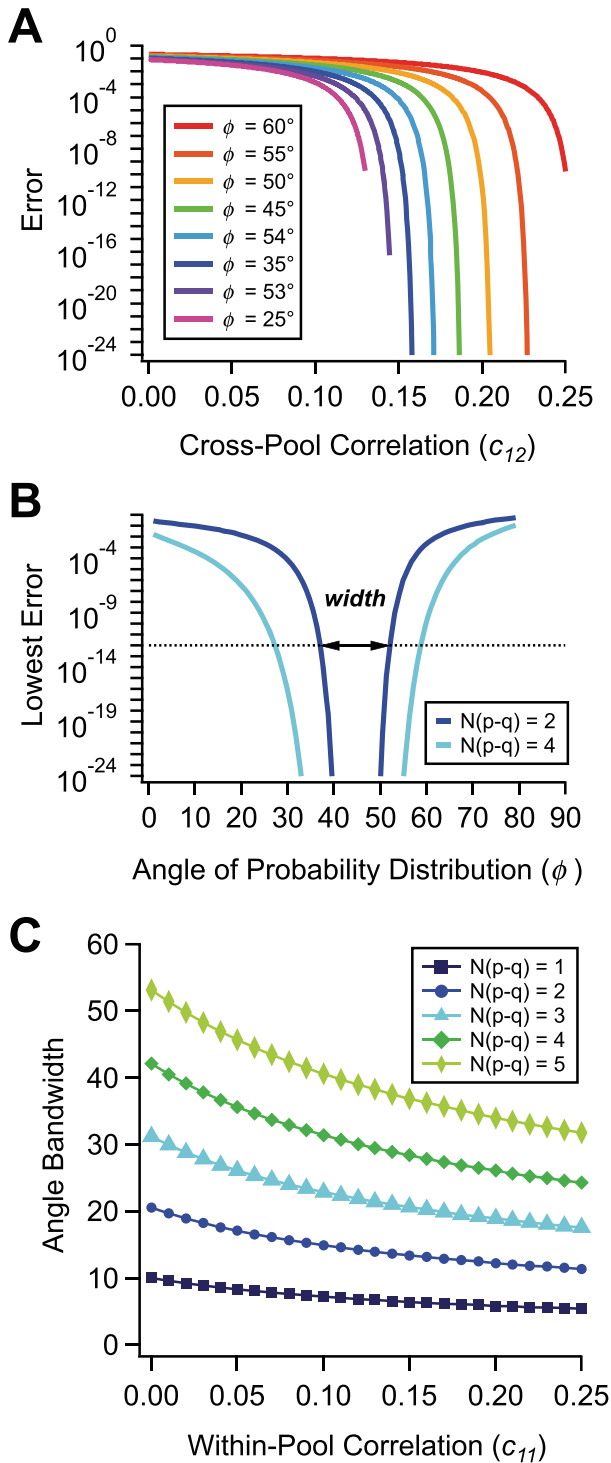 A
10^0
10^-4
10^-8
10^-12
10^-16
10^-20
10^-24
Error
ϕ = 60°
ϕ = 55°
ϕ = 50°
ϕ = 45°
ϕ = 54°
ϕ = 35°
ϕ = 53°
ϕ = 25°
0.00 0.05 0.10 0.15 0.20 0.25
Cross-Pool Correlation (c12)
B
10^-4
10^-9
10^-14
10^-19
10^-24
Lowest Error
width
N(p-q) = 2
N(p-q) = 4
0 10 20 30 40 50 60 70 80 90
Angle of Probability Distribution (ϕ )
C
60
50
40
30
20
10
0
Angle Bandwidth
N(p-q) = 1
N(p-q) = 2
N(p-q) = 3
N(p-q) = 4
N(p-q) = 5
0.00 0.05 0.10 0.15 0.20 0.25
Within-Pool Correlation (c11)